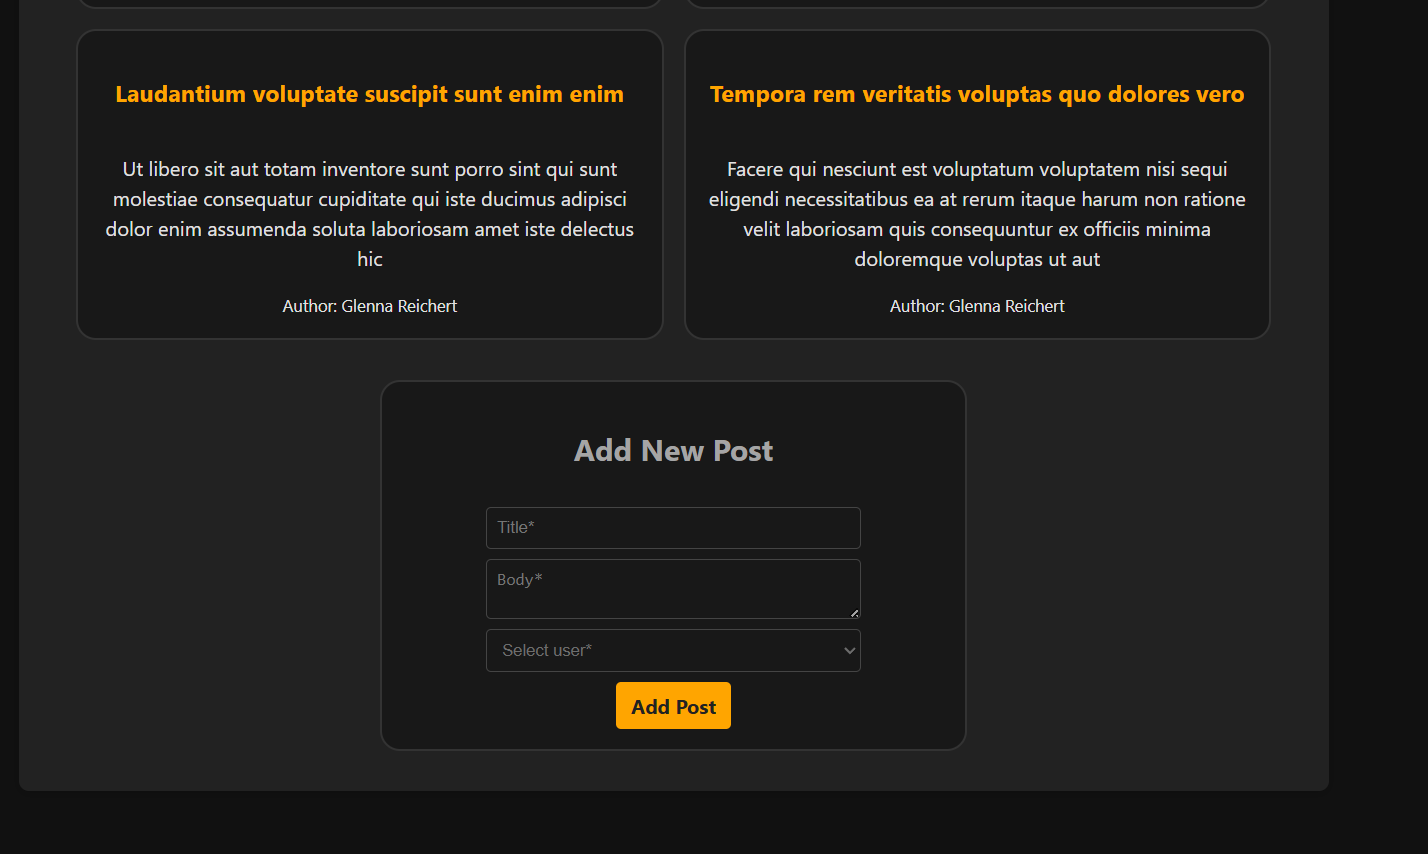 Laudantium voluptate suscipit sunt enim enim
Ut libero sit aut totam inventore sunt porro sint qui sunt
molestiae consequatur cupiditate qui iste ducimus adipisci
dolor enim assumenda soluta laboriosam amet iste delectus
hic
Author: Glenna Reichert
Tempora rem veritatis voluptas quo dolores vero
Facere qui nesciunt est voluptatum voluptatem nisi sequi
eligendi necessitatibus ea at rerum itaque harum non ratione
velit laboriosam quis consequuntur ex officiis minima
doloremque voluptas ut aut
Author: Glenna Reichert
Add New Post
Title*
Body*
Select user*
Add Post